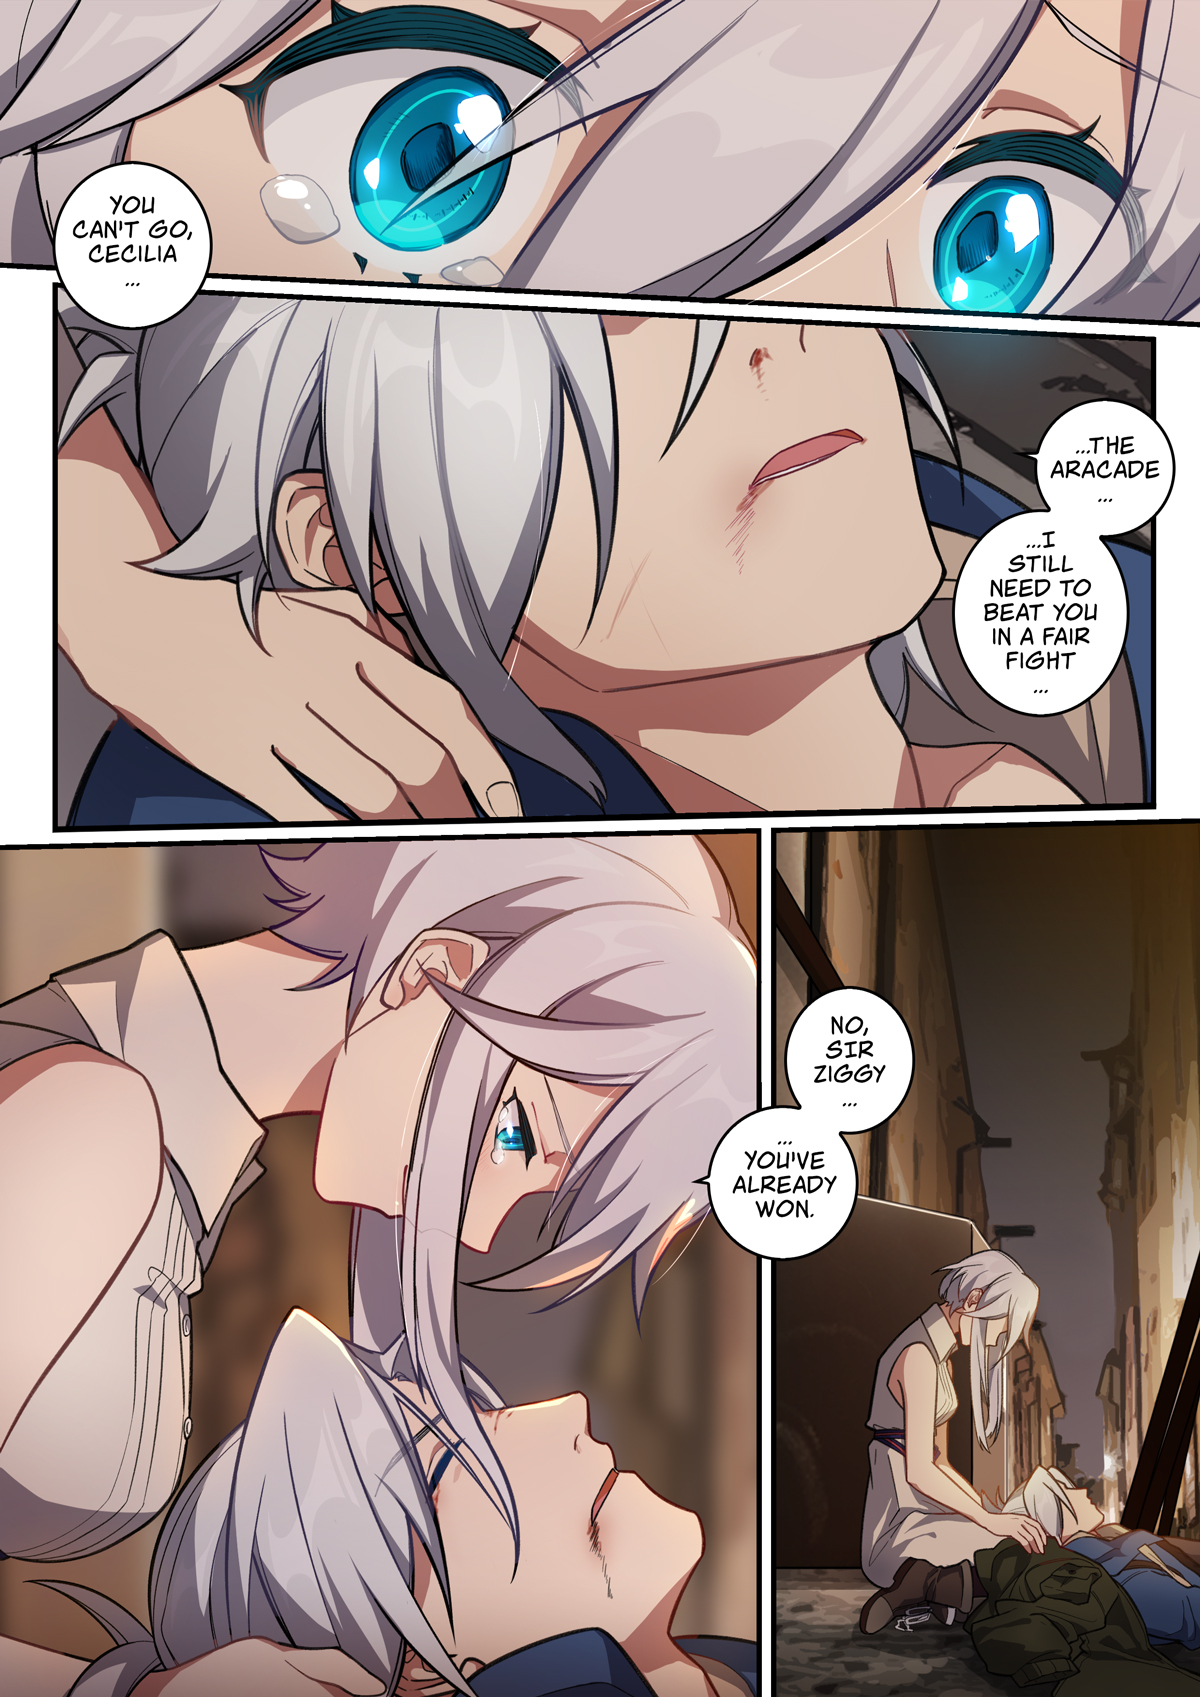 YOU
CAN'T GO,
CECILIA
...
...THE
ARACADE
...
...I
STILL
NEED TO
BEAT YOU
IN A FAIR
FIGHT
...
NO,
SIR
ZIGGY
...
...
YOU'VE
ALREADY
WON.